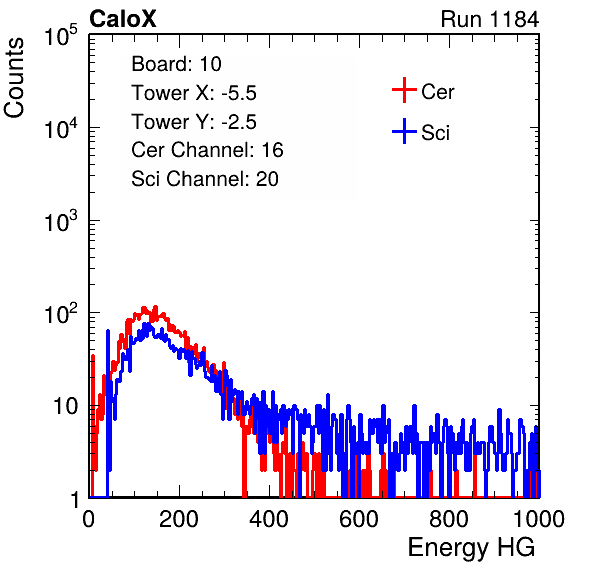 CaloX Run 1184
Counts
Board: 10
Tower X: -5.5
Tower Y: -2.5
Cer Channel: 16
Sci Channel: 20
Cer
Sci
10^5
10^4
10^3
10^2
10
1
0 200 400 600 800 1000
Energy HG